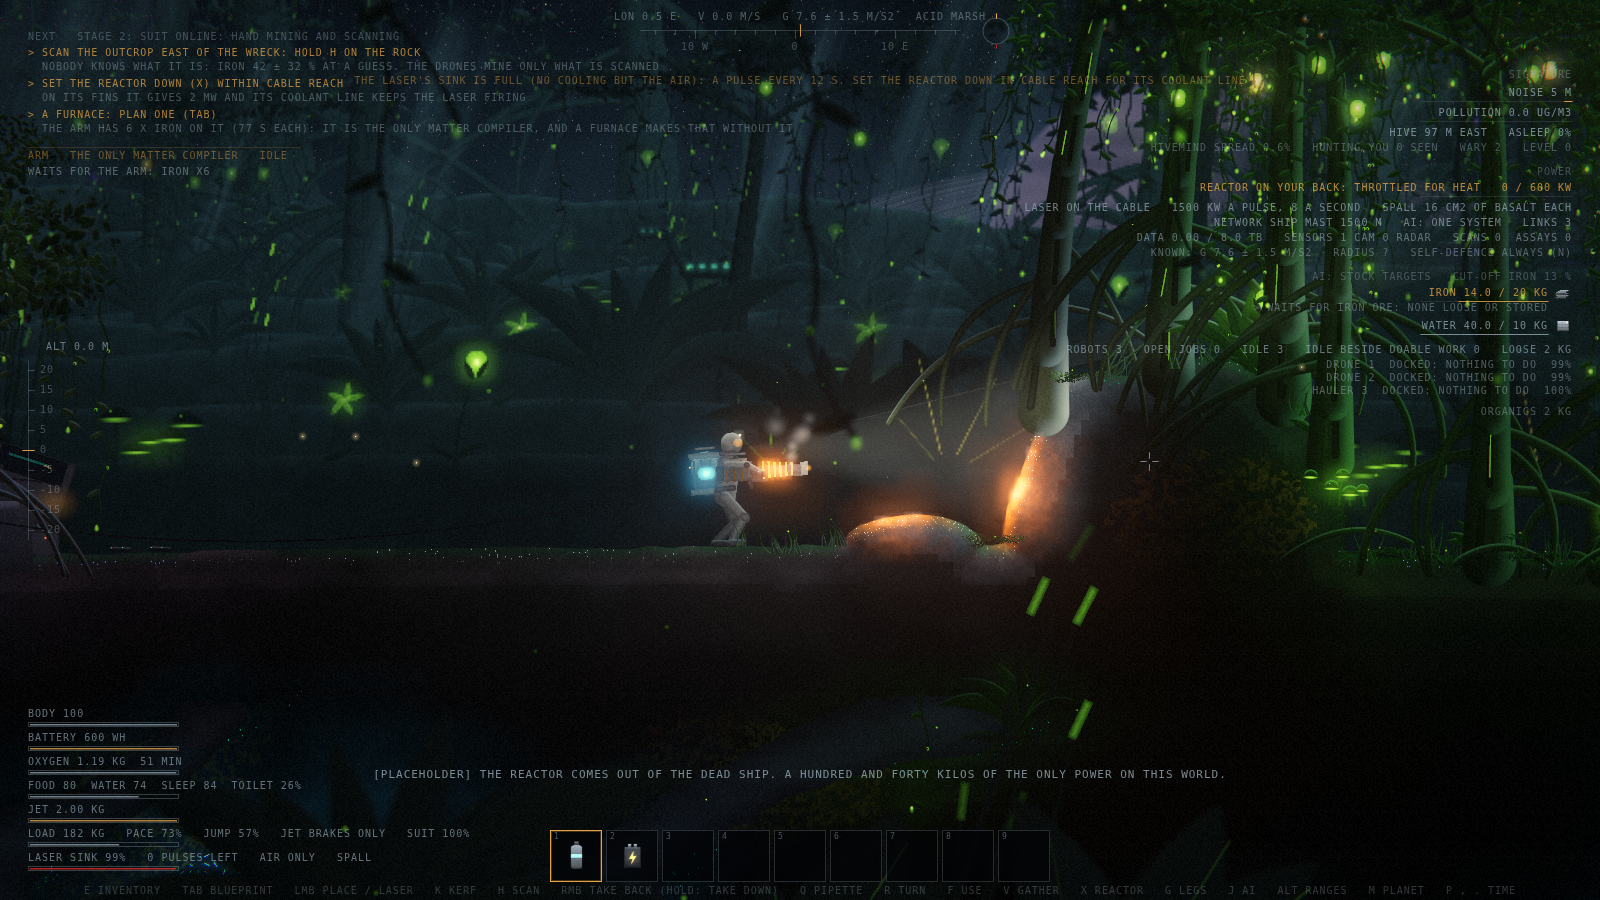 LON 0.5 E   V 0.0 M/S   G 7.6 ± 1.5 M/S2   ACID MARSH
10 W   0   10 E
NEXT   STAGE 2: SUIT ONLINE: HAND MINING AND SCANNING
> SCAN THE OUTCROP EAST OF THE WRECK: HOLD H ON THE ROCK
NOBODY KNOWS WHAT IT IS: IRON 42 ± 32 % AT A GUESS. THE DRONES MINE ONLY WHAT IS SCANNED
> SET THE REACTOR DOWN (X) WITHIN CABLE REACH   THE LASER'S SINK IS FULL (NO COOLING BUT THE AIR): A PULSE EVERY 12 S. SET THE REACTOR DOWN IN CABLE REACH FOR ITS COOLANT LINE
ON ITS FINS IT GIVES 2 MW AND ITS COOLANT LINE KEEPS THE LASER FIRING
> A FURNACE: PLAN ONE (TAB)
THE ARM HAS 6 X IRON ON IT (77 S EACH): IT IS THE ONLY MATTER COMPILER, AND A FURNACE MAKES THAT WITHOUT IT
ARM   THE ONLY MATTER COMPILER   IDLE
WAITS FOR THE ARM: IRON X6
NOISE 5 M
POLLUTION 0.0 UG/M3
HIVE 97 M EAST   ASLEEP 0%
HIVEMIND SPREAD 0.6%   HUNTING YOU 0 SEEN   WARY 2   LEVEL 0
POWER
REACTOR ON YOUR BACK: THROTTLED FOR HEAT   0 / 600 KW
LASER ON THE CABLE   1500 KW A PULSE, 8 A SECOND   SPALL 16 CM2 OF BASALT EACH
NETWORK SHIP MAST 1500 M   AI: ONE SYSTEM   LINKS 3
DATA 0.00 / 8.0 TB   SENSORS 1 CAM 0 RADAR   SCANS 0   ASSAYS 0
KNOWN: G 7.6 ± 1.5 M/S2   RADIUS ?   SELF-DEFENCE ALWAYS (N)
AI: STOCK TARGETS   CUT-OFF IRON 13 %
IRON 14.0 / 20 KG
WAITS FOR IRON ORE: NONE LOOSE OR STORED
WATER 40.0 / 10 KG
ROBOTS 3   OPEN JOBS 0   IDLE 3   IDLE BESIDE DOABLE WORK 0   LOOSE 2 KG
DRONE 1  DOCKED: NOTHING TO DO  99%
DRONE 2  DOCKED: NOTHING TO DO  99%
HAULER 3  DOCKED: NOTHING TO DO  100%
ORGANICS 2 KG
ALT 0.0 M
20
15
10
5
0
-5
-10
-15
-20
BODY 100
BATTERY 600 WH
OXYGEN 1.19 KG  51 MIN
FOOD 80  WATER 74  SLEEP 84  TOILET 26%
JET 2.00 KG
LOAD 182 KG   PACE 73%   JUMP 57%   JET BRAKES ONLY   SUIT 100%
LASER SINK 99%   0 PULSES LEFT   AIR ONLY   SPALL
[PLACEHOLDER] THE REACTOR COMES OUT OF THE DEAD SHIP. A HUNDRED AND FORTY KILOS OF THE ONLY POWER ON THIS WORLD.
1 2 3 4 5 6 7 8 9
E INVENTORY   TAB BLUEPRINT   LMB PLACE / LASER   K KERF   H SCAN   RMB TAKE BACK (HOLD: TAKE DOWN)   Q PIPETTE   R TURN   F USE   V GATHER   X REACTOR   G LEGS   J AI   ALT RANGES   M PLANET   P , . TIME